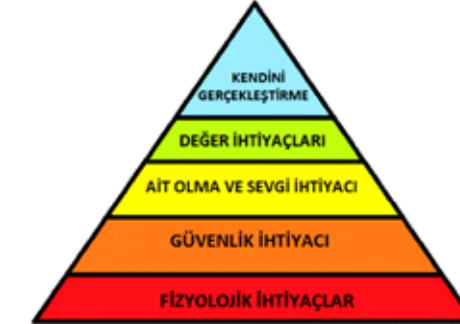 KENDİNİ
GERÇEKLEŞTİRME
DEĞER İHTİYAÇLARI
AİT OLMA VE SEVGİ İHTİYACI
GÜVENLİK İHTİYACI
FİZYOLOJİK İHTİYAÇLAR